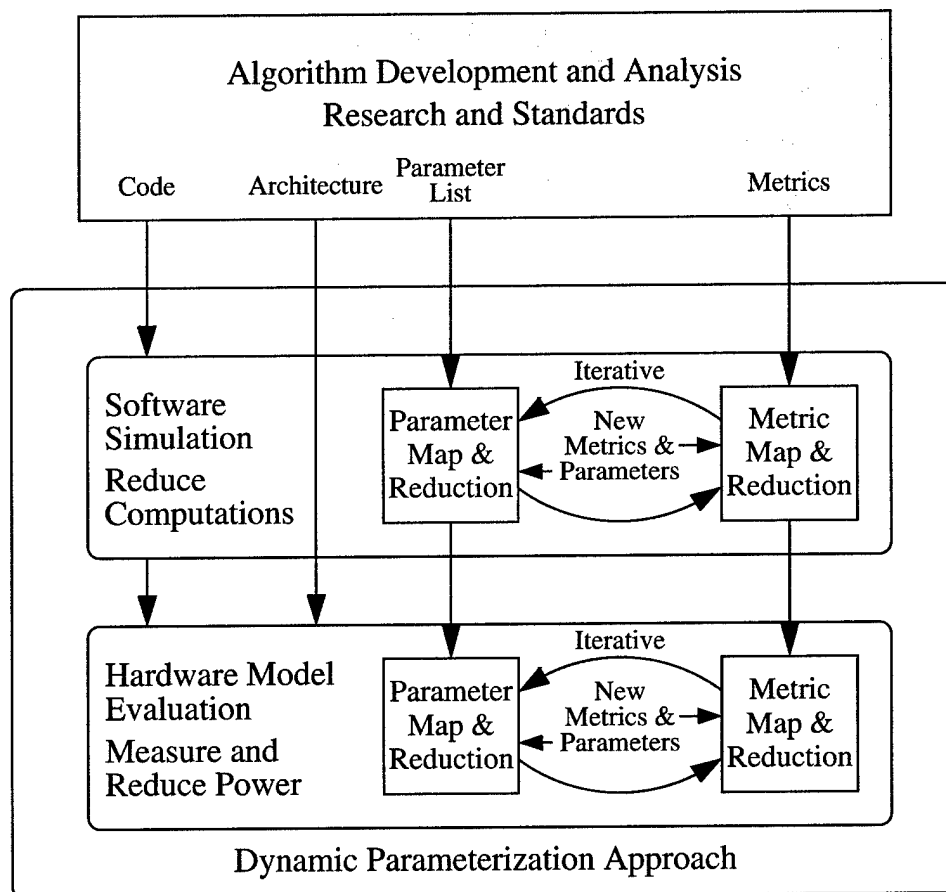 Algorithm Development and Analysis
Research and Standards
Code
Architecture
Parameter
List
Metrics
Software
Simulation
Reduce
Computations
Parameter
Map &
Reduction
Iterative
New
Metrics &
Parameters
Metric
Map &
Reduction
Hardware Model
Evaluation
Measure and
Reduce Power
Parameter
Map &
Reduction
Iterative
New
Metrics &
Parameters
Metric
Map &
Reduction
Dynamic Parameterization Approach